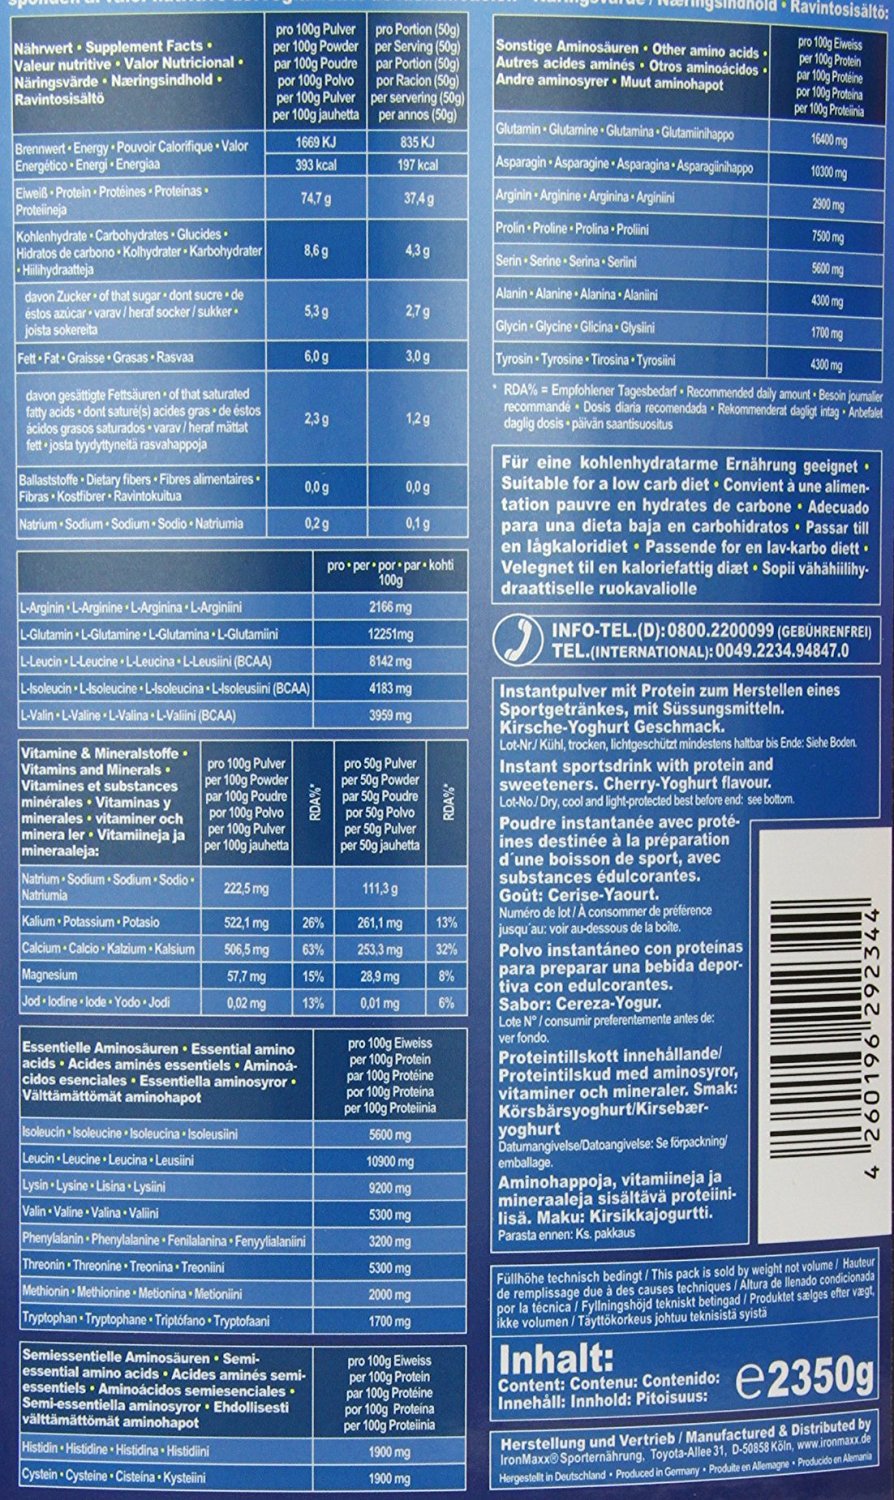 Nährwert • Supplement Facts •
Valeur nutritive • Valor Nutricional •
Näringsvärde • Næringsindhold •
Ravintosisältö
pro 100g Pulver
per 100g Powder
par 100g Poudre
por 100g Polvo
per 100g Pulver
per 100g jauhetta
pro Portion (50g)
per Serving (50g)
par Portion (50g)
por Racion (50g)
per servering (50g)
per annos (50g)
Brennwert • Energy • Pouvoir Calorifique • Valor
Energético • Energi • Energiaa
1669 KJ 835 KJ
393 kcal 197 kcal
Eiweiß • Protein • Protéines • Proteínas •
Proteiineja
74,7 g 37,4 g
Kohlenhydrate • Carbohydrates • Glucides •
Hidratos de carbono • Kolhydrater • Karbohydrater
• Hiilihydraatteja
8,6 g 4,3 g
davon Zucker • of that sugar • dont sucre • de
éstos azúcar • varav / heraf socker / sukker •
joista sokereita
5,3 g 2,7 g
Fett • Fat • Graisse • Grasas • Rasvaa 6,0 g 3,0 g
davon gesättigte Fettsäuren • of that saturated
fatty acids • dont saturé(s) acides gras • de éstos
ácidos grasos saturados • varav / heraf mättat
fett • josta tyydyttyneitä rasvahappoja
2,3 g 1,2 g
Ballaststoffe • Dietary fibers • Fibres alimentaires •
Fibras • Kostfibrer • Ravintokuitua
0,0 g 0,0 g
Natrium • Sodium • Sodium • Sodio • Natriumia 0,2 g 0,1 g
pro • per • por • par • kohti
100g
L-Arginin • L-Arginine • L-Arginina • L-Arginiini 2166 mg
L-Glutamin • L-Glutamine • L-Glutamina • L-Glutamiini 12251mg
L-Leucin • L-Leucine • L-Leucina • L-Leusiini (BCAA) 8142 mg
L-Isoleucin • L-Isoleucine • L-Isoleucina • L-Isoleusiini (BCAA) 4183 mg
L-Valin • L-Valine • L-Valina • L-Valiini (BCAA) 3959 mg
Vitamine & Mineralstoffe •
Vitamins and Minerals •
Vitamines et substances
minérales • Vitaminas y
minerales • vitaminer och
minera ler • Vitamiineja ja
mineraaleja:
pro 100g Pulver
per 100g Powder
par 100g Poudre
por 100g Polvo
per 100g Pulver
per 100g jauhetta
RDA%*
pro 50g Pulver
per 50g Powder
par 50g Poudre
por 50g Polvo
per 50g Pulver
per 50g jauhetta
RDA%*
Natrium • Sodium • Sodium • Sodio •
Natriumia
222,5 mg 111,3 g
Kalium • Potassium • Potasio 522,1 mg 26% 261,1 mg 13%
Calcium • Calcio • Kalzium • Kalsium 506,5 mg 63% 253,3 mg 32%
Magnesium 57,7 mg 15% 28,9 mg 8%
Jod • Iodine • Iode • Yodo • Jodi 0,02 mg 13% 0,01 mg 6%
Essentielle Aminosäuren • Essential amino
acids • Acides aminés essentiels • Aminoá-
cidos esenciales • Essentiella aminosyror •
Välttämättömät aminohapot
pro 100g Eiweiss
per 100g Protein
par 100g Protéine
por 100g Proteína
per 100g Proteiinia
Isoleucin • Isoleucine • Isoleucina • Isoleusiini 5600 mg
Leucin • Leucine • Leucina • Leusiini 10900 mg
Lysin • Lysine • Lisina • Lysiini 9200 mg
Valin • Valine • Valina • Valiini 5300 mg
Phenylalanin • Phenylalanine • Fenilalanina • Fenyylialaniini 3200 mg
Threonin • Threonine • Treonina • Treoniini 5300 mg
Methionin • Methionine • Metionina • Metioniini 2000 mg
Tryptophan • Tryptophane • Triptófano • Tryptofaani 1700 mg
Semiessentielle Aminosäuren • Semi-
essential amino acids • Acides aminés semi-
essentiels • Aminoácidos semiesenciales •
Semi-essentiella aminosyror • Ehdollisesti
välttämättömät aminohapot
pro 100g Eiweiss
per 100g Protein
par 100g Protéine
por 100g Proteína
per 100g Proteiinia
Histidin • Histidine • Histidina • Histidiini 1900 mg
Cystein • Cysteine • Cisteína • Kysteiini 1900 mg
• Ravintosisältö:
Sonstige Aminosäuren • Other amino acids •
Autres acides aminés • Otros aminoácidos •
Andre aminosyrer • Muut aminohapot
pro 100g Eiweiss
per 100g Protein
par 100g Protéine
por 100g Proteína
per 100g Proteiinia
Glutamin • Glutamine • Glutamina • Glutamiinihappo 16400 mg
Asparagin • Asparagine • Asparagina • Asparagiinihappo 10300 mg
Arginin • Arginine • Arginina • Arginiini 2900 mg
Prolin • Proline • Prolina • Proliini 7500 mg
Serin • Serine • Serina • Seriini 5600 mg
Alanin • Alanine • Alanina • Alaniini 4300 mg
Glycin • Glycine • Glicina • Glysiini 1700 mg
Tyrosin • Tyrosine • Tirosina • Tyrosiini 4300 mg
* RDA% = Empfohlener Tagesbedarf • Recommended daily amount • Besoin journalier
recommandé • Dosis diaria recomendada • Rekommenderat dagligt intag • Anbefalet
daglig dosis • päivän saantisuositus
Für eine kohlenhydratarme Ernährung geeignet •
Suitable for a low carb diet • Convient à une alimen-
tation pauvre en hydrates de carbone • Adecuado
para una dieta baja en carbohidratos • Passar till
en lågkaloridiet • Passende for en lav-karbo diett •
Velegnet til en kaloriefattig diæt • Sopii vähähiilihy-
draattiselle ruokavaliolle
INFO-TEL.(D):0800.2200099 (GEBÜHRENFREI)
TEL.(INTERNATIONAL):0049.2234.94847.0
Instantpulver mit Protein zum Herstellen eines
Sportgetränkes, mit Süssungsmitteln.
Kirsche-Yoghurt Geschmack.
Lot-Nr./ Kühl, trocken, lichtgeschützt mindestens haltbar bis Ende: Siehe Boden.
Instant sportsdrink with protein and
sweeteners. Cherry-Yoghurt flavour.
Lot-No./ Dry, cool and light-protected best before end: see bottom.
Poudre instantanée avec proté-
ines destinée à la préparation
d´une boisson de sport, avec
substances édulcorantes.
Goût: Cerise-Yaourt.
Numéro de lot / À consommer de préférence
jusqu´au: voir au-dessous de la boîte.
Polvo instantáneo con proteínas
para preparar una bebida depor-
tiva con edulcorantes.
Sabor: Cereza-Yogur.
Lote N° / consumir preferentemente antes de:
ver fondo.
Proteintillskott innehållande/
Proteintilskud med aminosyror,
vitaminer och mineraler. Smak:
Körsbärsyoghurt/Kirsebær-
yoghurt
Datumangivelse/Datoangivelse: Se förpackning/
emballage.
Aminohappoja, vitamiineja ja
mineraaleja sisältävä proteiini-
lisä. Maku: Kirsikkajogurtti.
Parasta ennen: Ks. pakkaus
4 260196 292344
Füllhöhe technisch bedingt / This pack is sold by weight not volume / Hauteur
de remplissage due à des causes techniques / Altura de llenado condicionada
por la técnica / Fyllningshöjd tekniskt betingad / Produktet sælges efter vægt,
ikke volumen / Täyttökorkeus johtuu teknisistä syistä
Inhalt:
Content: Contenu: Contenido:
Innehåll: Innhold: Pitoisuus:
e2350g
Herstellung und Vertrieb / Manufactured & Distributed by
IronMaxx® Sporternährung, Toyota-Allee 31, D-50858 Köln, www.ironmaxx.de
Hergestellt in Deutschland • Produced in Germany • Produite en Allemagne • Producido en Alemania